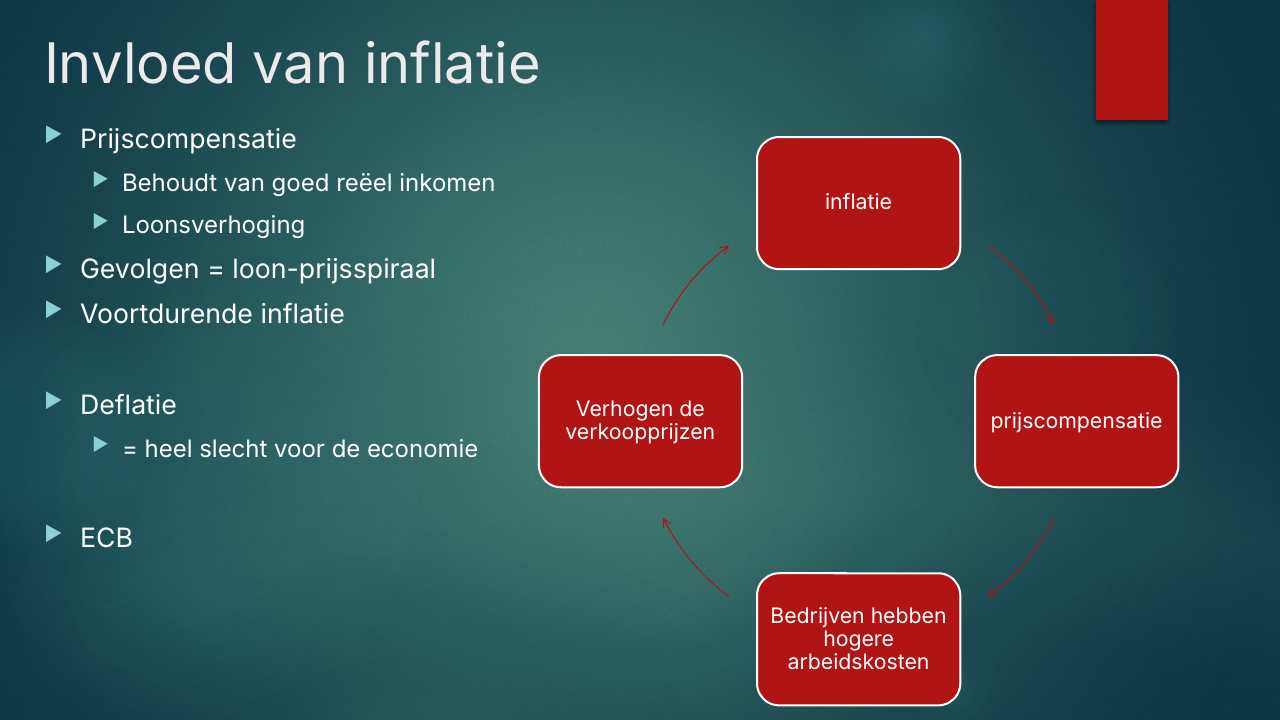 Invloed van inflatie
Prijscompensatie
Behoudt van goed reëel inkomen
Loonsverhoging
Gevolgen = loon-prijsspiraal
Voortdurende inflatie
Deflatie
= heel slecht voor de economie
ECB
inflatie
prijscompensatie
Bedrijven hebben
hogere
arbeidskosten
Verhogen de
verkoopprijzen